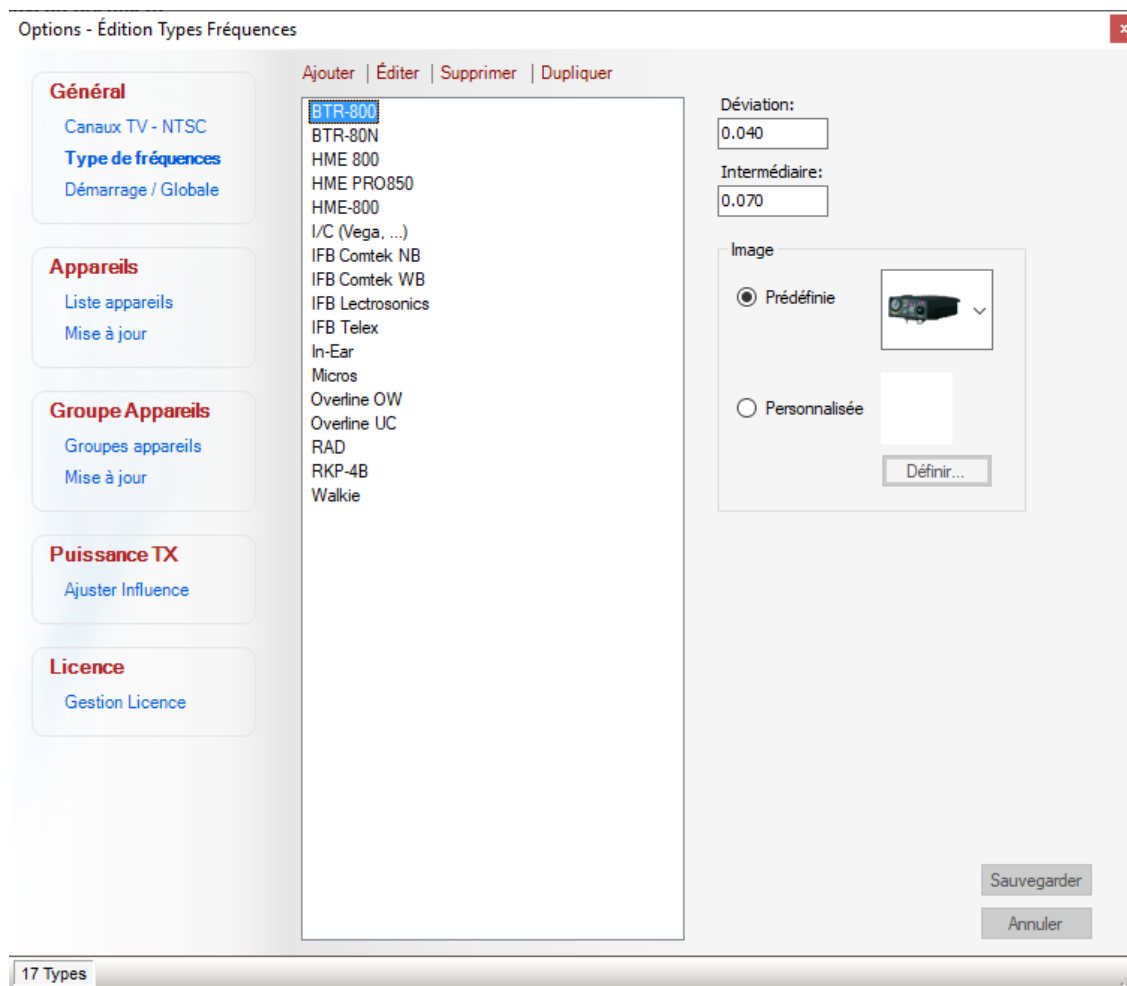 Options - Édition Types Fréquences
x
Général
Canaux TV - NTSC
Type de fréquences
Démarrage / Globale
Appareils
Liste appareils
Mise à jour
Groupe Appareils
Groupes appareils
Mise à jour
Puissance TX
Ajuster Influence
Licence
Gestion Licence
Ajouter | Éditer | Supprimer | Dupliquer
BTR-800
BTR-80N
HME 800
HME PRO850
HME-800
I/C (Vega, ...)
IFB Comtek NB
IFB Comtek WB
IFB Lectrosonics
IFB Telex
In-Ear
Micros
Overline OW
Overline UC
RAD
RKP-4B
Walkie
Déviation:
0.040
Intermédiaire:
0.070
Image
Prédéfinie
Personnalisée
Définir...
Sauvegarder
Annuler
17 Types